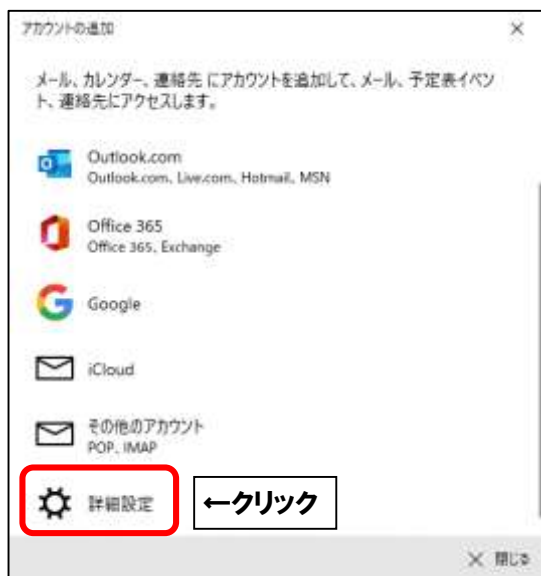 アカウントの追加
メール、カレンダー、連絡先 にアカウントを追加して、メール、予定表イベン
ト、連絡先にアクセスします。
Outlook.com
Outlook.com、Live.com、Hotmail、MSN
Office 365
Office 365、Exchange
Google
iCloud
その他のアカウント
POP、IMAP
詳細設定
←クリック
閉じる